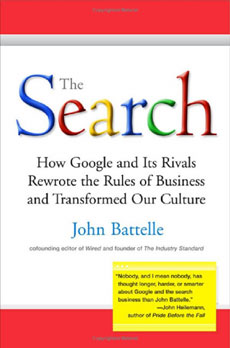 The
Search
How Google and Its Rivals
Rewrote the Rules of Business
and Transformed Our Culture
John Battelle
cofounding editor of Wired and founder of The Industry Standard
"Nobody, and I mean nobody, has
thought longer, harder, or smarter
about Google and the search
business than John Battelle."
—John Heilemann,
author of Pride Before the Fall